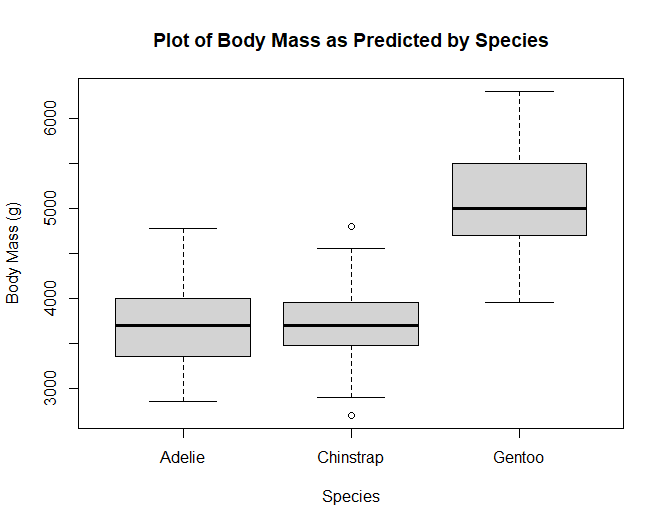 Plot of Body Mass as Predicted by Species
Body Mass (g)
6000
5000
4000
3000
Adelie Chinstrap Gentoo
Species